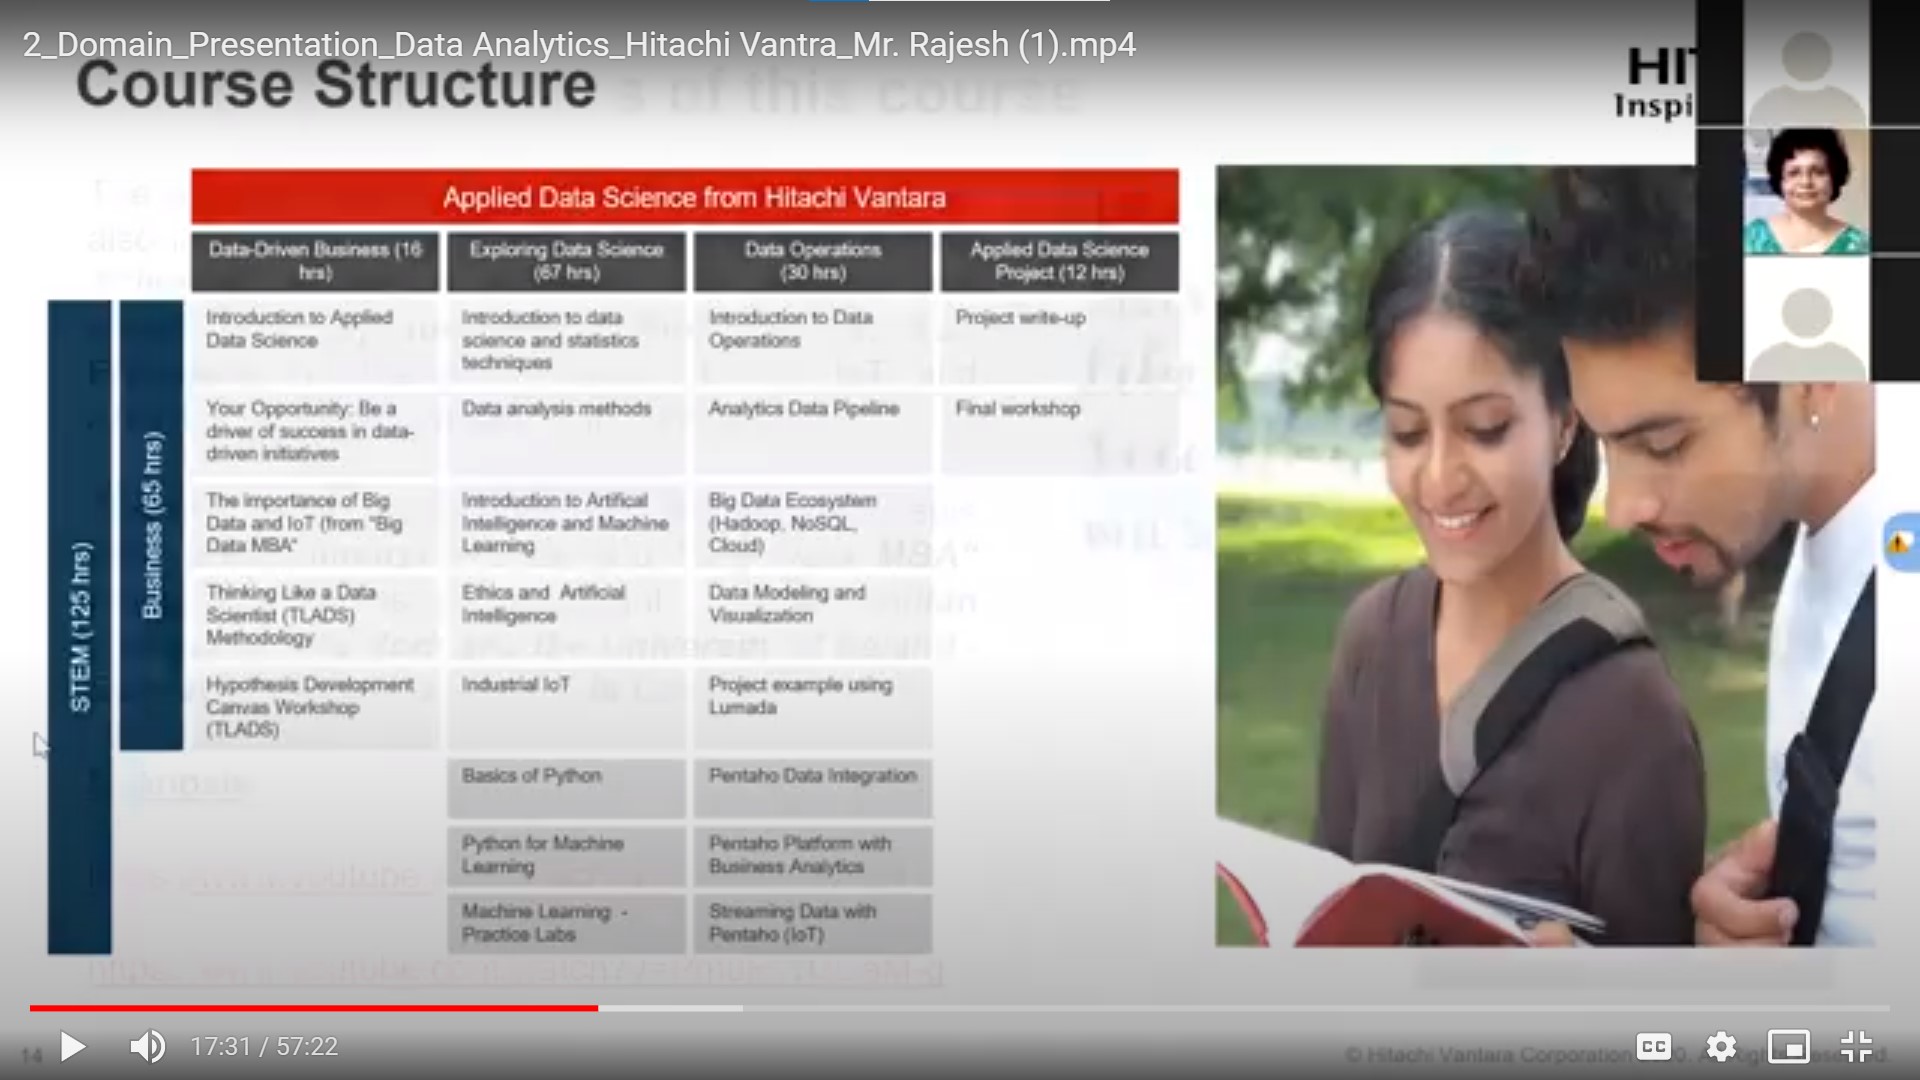 2_Domain_Presentation_Data Analytics_Hitachi Vantra_Mr. Rajesh (1).mp4
Course Structure
s of this course
HIT
Inspi
Applied Data Science from Hitachi Vantara
Data-Driven Business (16
hrs)
Exploring Data Science
(67 hrs)
Data Operations
(30 hrs)
Applied Data Science
Project (12 hrs)
STEM (125 hrs)
Business (65 hrs)
Introduction to Applied
Data Science
Introduction to data
science and statistics
techniques
Introduction to Data
Operations
Project write-up
Your Opportunity: Be a
driver of success in data-
driven initiatives
Data analysis methods
Analytics Data Pipeline
Final workshop
The importance of Big
Data and IoT (from "Big
Data MBA"
Introduction to Artifical
Intelligence and Machine
Learning
Big Data Ecosystem
(Hadoop, NoSQL,
Cloud)
Thinking Like a Data
Scientist (TLADS)
Methodology
Ethics and Artificial
Intelligence
Data Modeling and
Visualization
Hypothesis Development
Canvas Workshop
(TLADS)
Industrial IoT
Project example using
Lumada
Basics of Python
Pentaho Data Integration
Python for Machine
Learning
Pentaho Platform with
Business Analytics
Machine Learning -
Practice Labs
Streaming Data with
Pentaho (IoT)
17:31 / 57:22
CC
14
© Hitachi Vantara Corporation